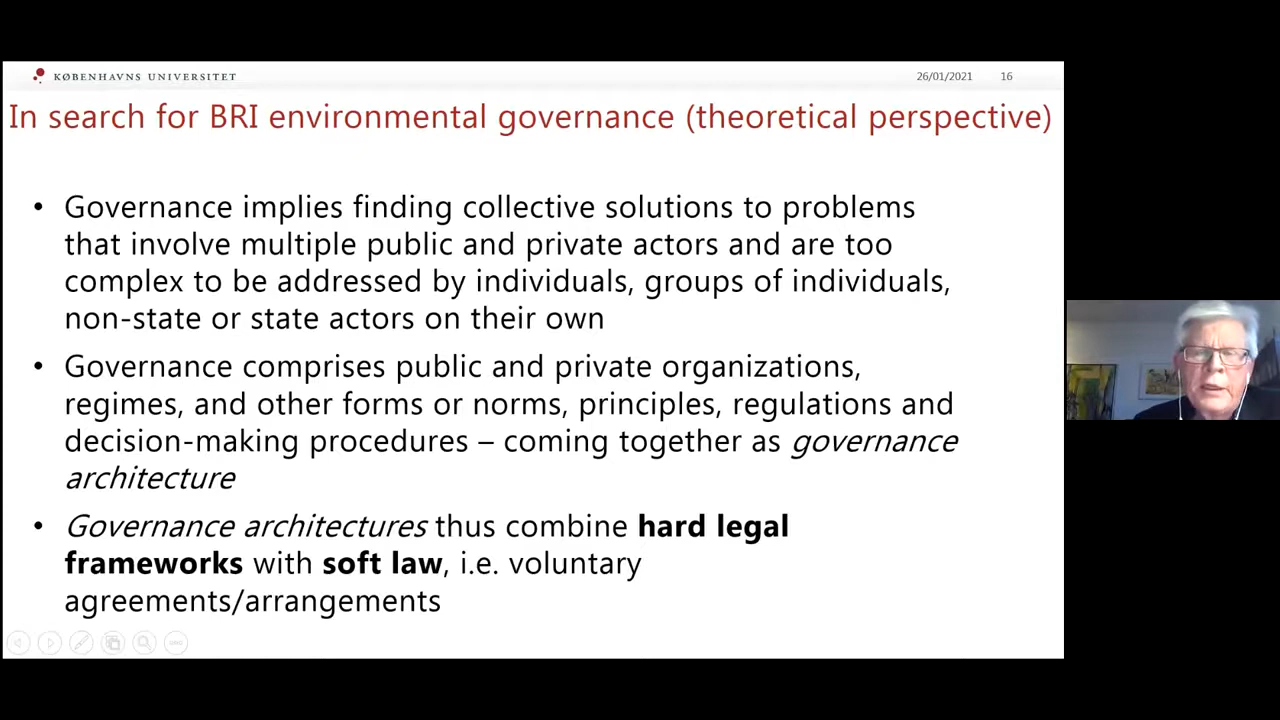 KØBENHAVNS UNIVERSITET
26/01/2021 16
In search for BRI environmental governance (theoretical perspective)
• Governance implies finding collective solutions to problems
that involve multiple public and private actors and are too
complex to be addressed by individuals, groups of individuals,
non-state or state actors on their own
• Governance comprises public and private organizations,
regimes, and other forms or norms, principles, regulations and
decision-making procedures – coming together as governance
architecture
• Governance architectures thus combine hard legal
frameworks with soft law, i.e. voluntary
agreements/arrangements